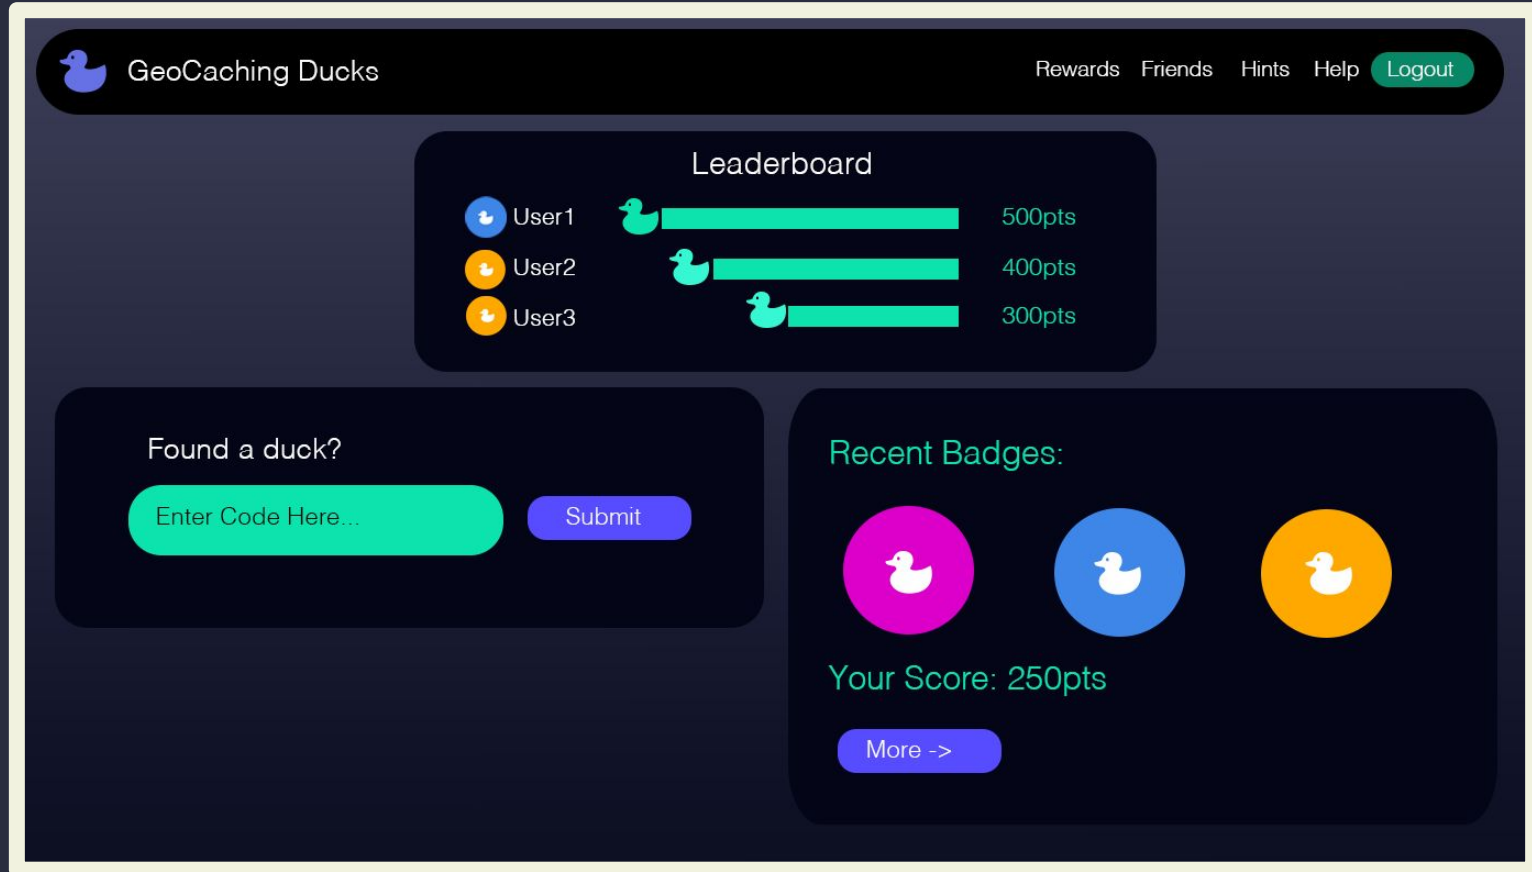 GeoCaching Ducks
Rewards Friends Hints Help Logout
Leaderboard
User1 500pts
User2 400pts
User3 300pts
Found a duck?
Enter Code Here...
Submit
Recent Badges:
Your Score: 250pts
More ->